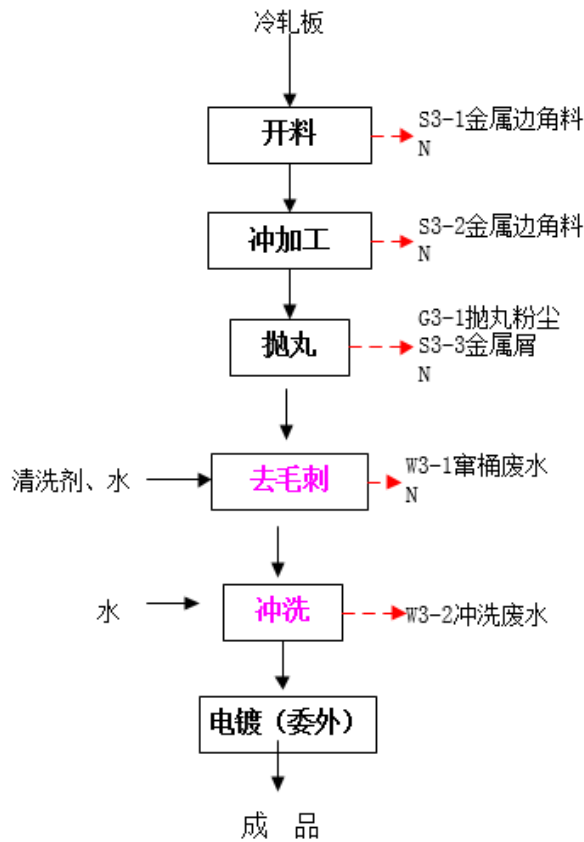 冷轧板
开料
S3-1金属边角料
N
冲加工
S3-2金属边角料
N
抛丸
G3-1抛丸粉尘
S3-3金属屑
N
清洗剂、水
去毛刺
W3-1窜桶废水
N
水
冲洗
W3-2冲洗废水
电镀（委外）
成 品